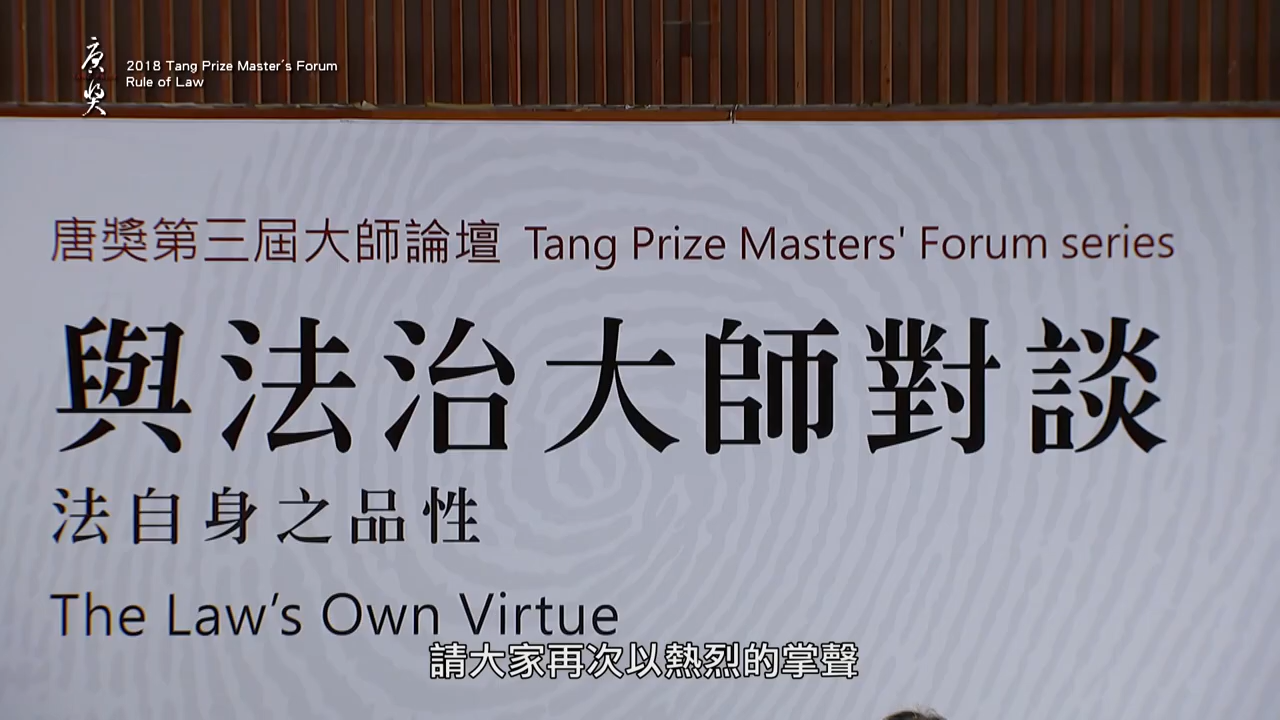 唐獎
2018 Tang Prize Master's Forum
Rule of Law
唐獎第三屆大師論壇 Tang Prize Masters' Forum series
與法治大師對談
法自身之品性
The Law's Own Virtue
請大家再次以熱烈的掌聲